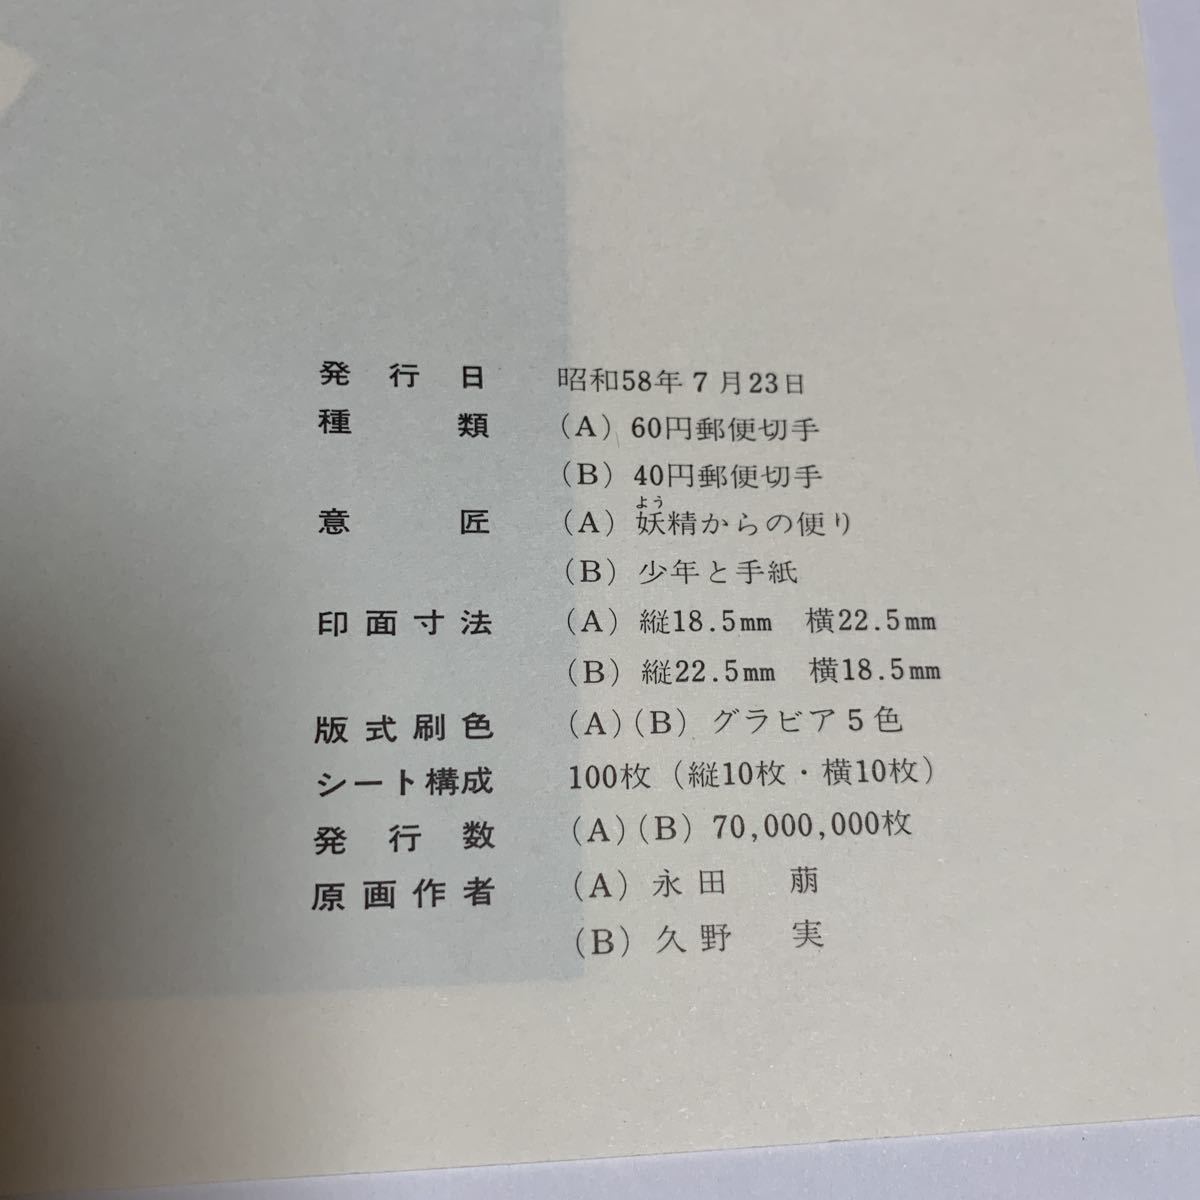 発行日 昭和58年7月23日
種類 (A) 60円郵便切手
(B) 40円郵便切手
意匠 (A) 妖精からの便り
よう
(B) 少年と手紙
印面寸法 (A) 縦18.5mm 横22.5mm
(B) 縦22.5mm 横18.5mm
版式刷色 (A)(B) グラビア5色
シート構成 100枚（縦10枚・横10枚）
発行数 (A)(B) 70,000,000枚
原画作者 (A) 永田 萠
(B) 久野 実